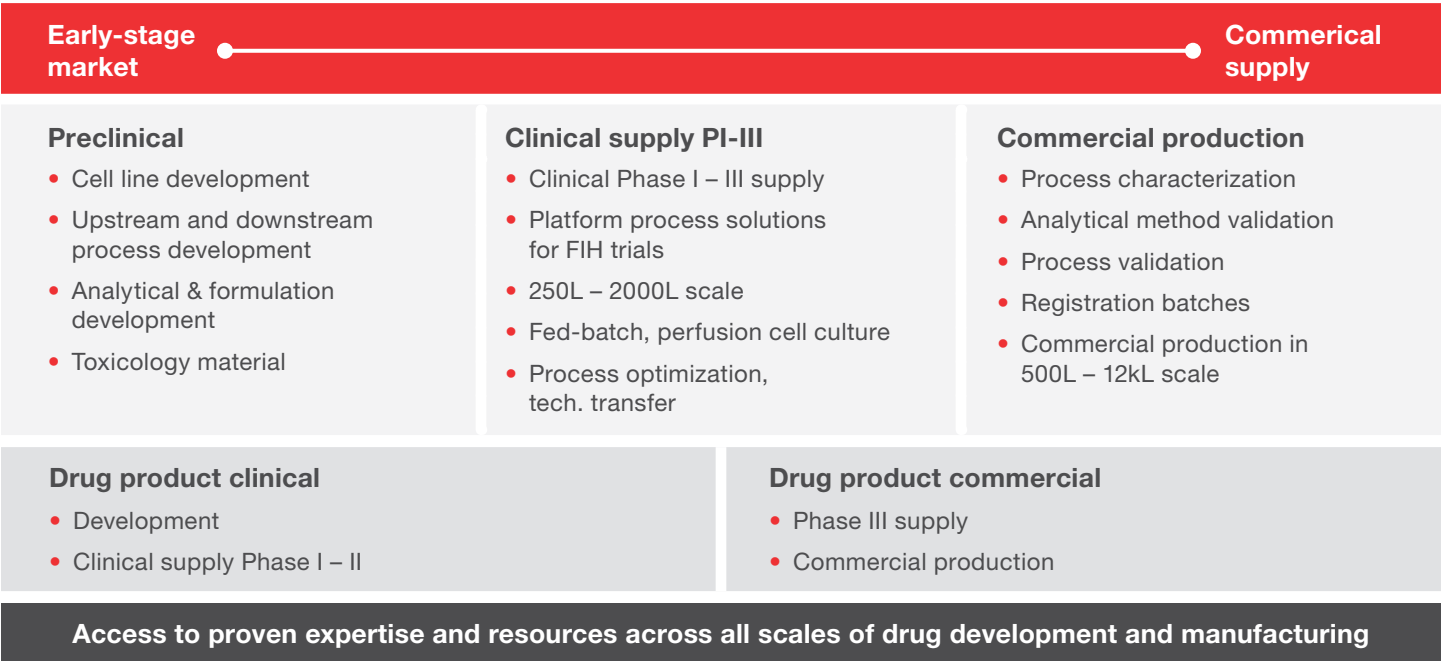 Early-stage
market
Commerical
supply
Preclinical
• Cell line development
• Upstream and downstream
process development
• Analytical & formulation
development
• Toxicology material
Clinical supply PI-III
• Clinical Phase I – III supply
• Platform process solutions
for FIH trials
• 250L – 2000L scale
• Fed-batch, perfusion cell culture
• Process optimization,
tech. transfer
Commercial production
• Process characterization
• Analytical method validation
• Process validation
• Registration batches
• Commercial production in
500L – 12kL scale
Drug product clinical
• Development
• Clinical supply Phase I – II
Drug product commercial
• Phase III supply
• Commercial production
Access to proven expertise and resources across all scales of drug development and manufacturing